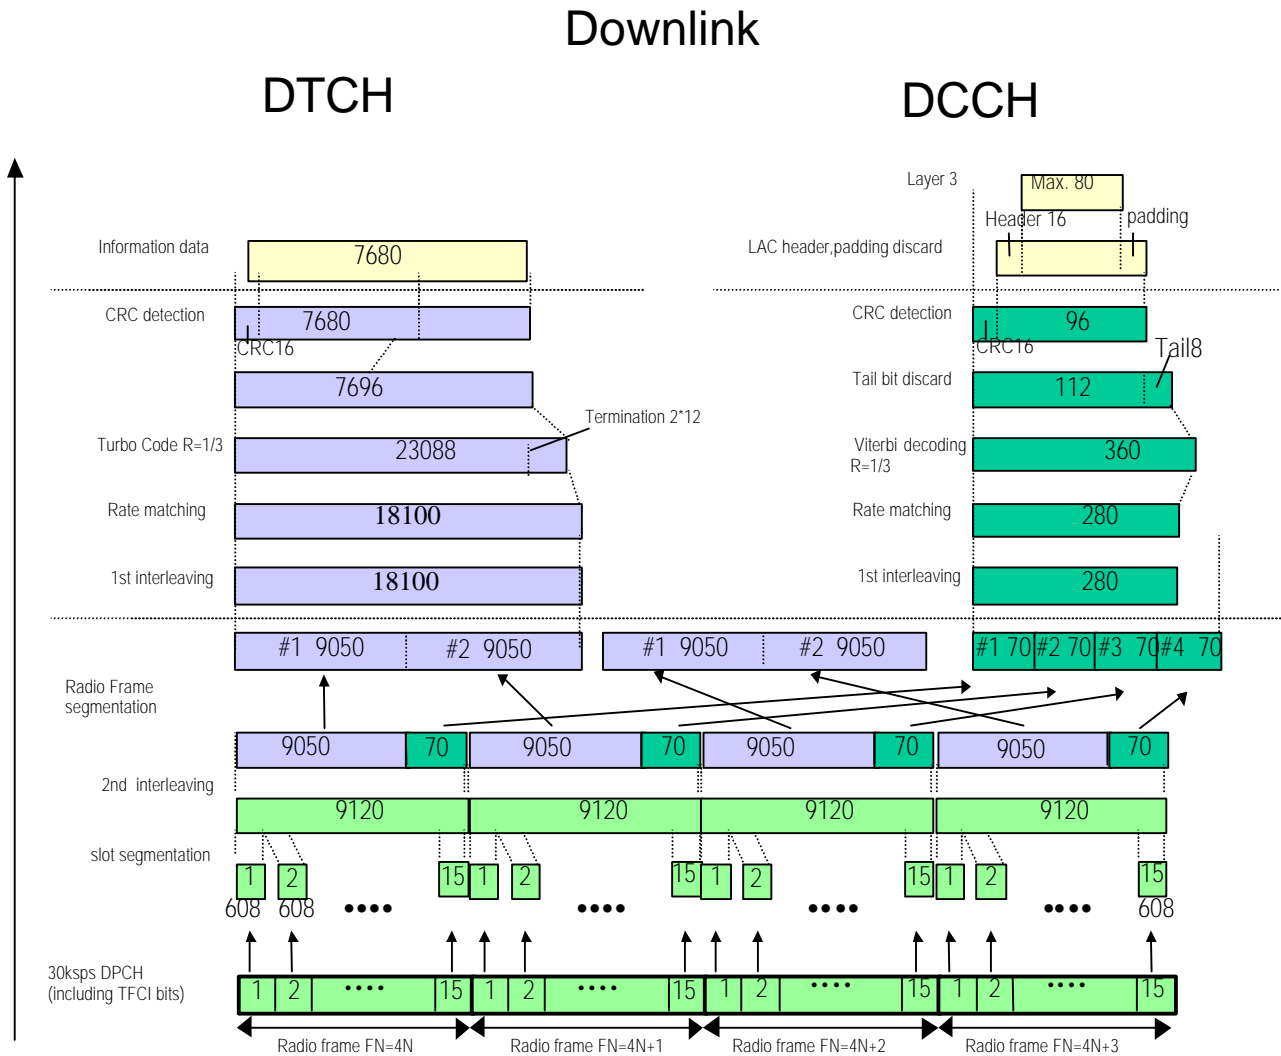 Downlink
DTCH
DCCH
Layer 3
Max. 80
Header 16
padding
Information data
7680
LAC header,padding discard
CRC detection
7680
CRC16
CRC detection
96
CRC16
Tail8
7696
Tail bit discard
112
Termination 2*12
Turbo Code R=1/3
23088
Viterbi decoding
R=1/3
360
Rate matching
18100
Rate matching
280
1st interleaving
18100
1st interleaving
280
#1 9050
#2 9050
#1 9050
#2 9050
#1 70
#2 70
#3 70
#4 70
Radio Frame
segmentation
9050
70
9050
70
9050
70
9050
70
2nd interleaving
9120
9120
9120
9120
slot segmentation
1
2
15
1
2
15
1
2
15
1
2
15
608
608
••••
••••
••••
••••
608
30ksps DPCH
(including TFCI bits)
1
2
••••
15
1
2
••••
15
1
2
••••
15
1
2
••••
15
Radio frame FN=4N
Radio frame FN=4N+1
Radio frame FN=4N+2
Radio frame FN=4N+3